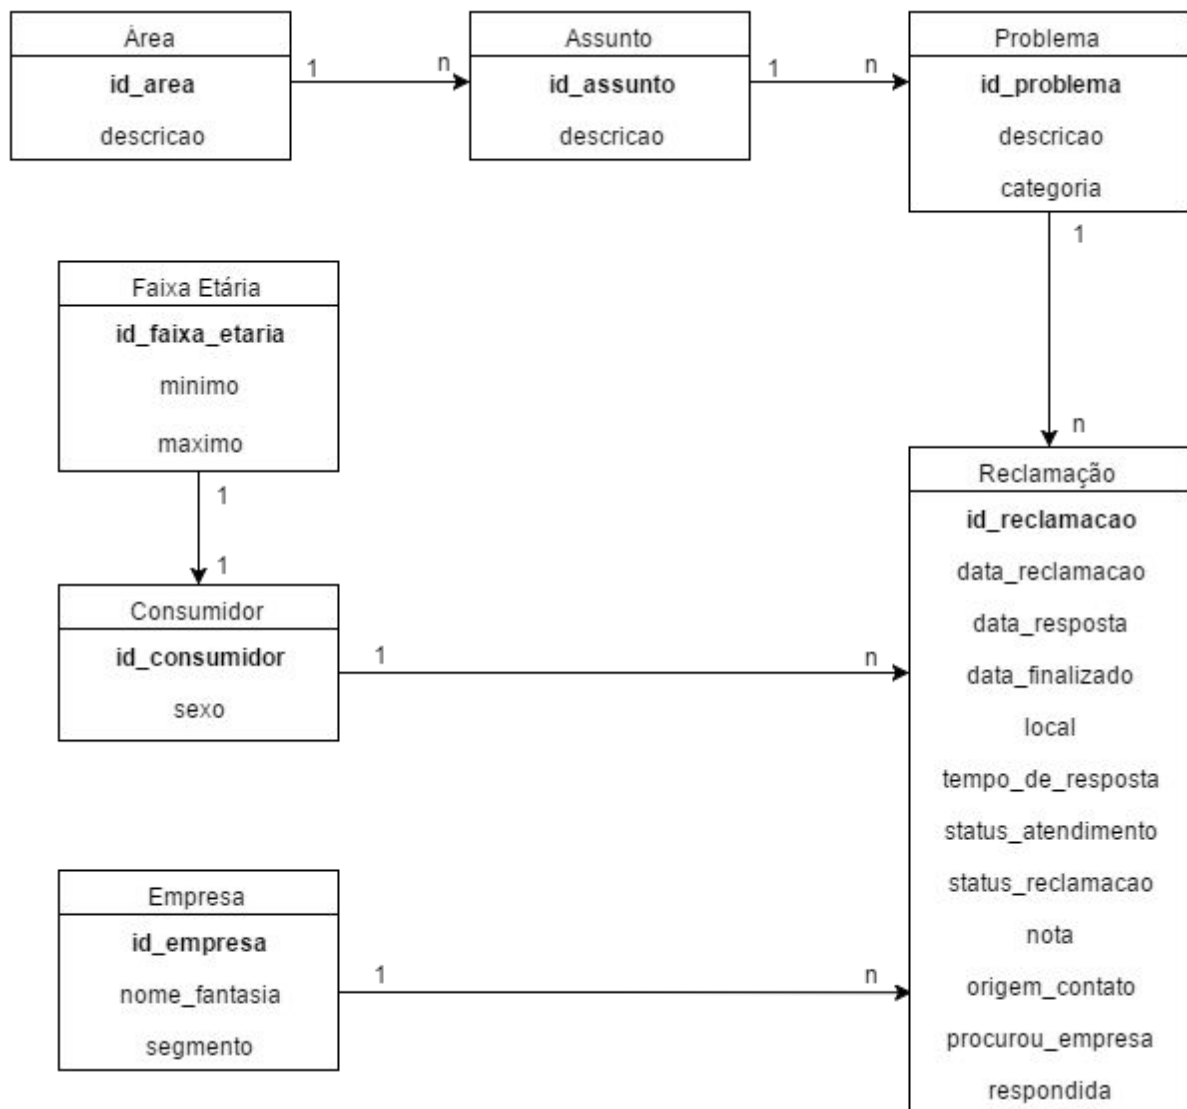 Área
id_area
descricao
1
n
Assunto
id_assunto
descricao
1
n
Problema
id_problema
descricao
categoria
1
n
Faixa Etária
id_faixa_etaria
minimo
maximo
1
1
Consumidor
id_consumidor
sexo
1
n
Empresa
id_empresa
nome_fantasia
segmento
1
n
Reclamação
id_reclamacao
data_reclamacao
data_resposta
data_finalizado
local
tempo_de_resposta
status_atendimento
status_reclamacao
nota
origem_contato
procurou_empresa
respondida